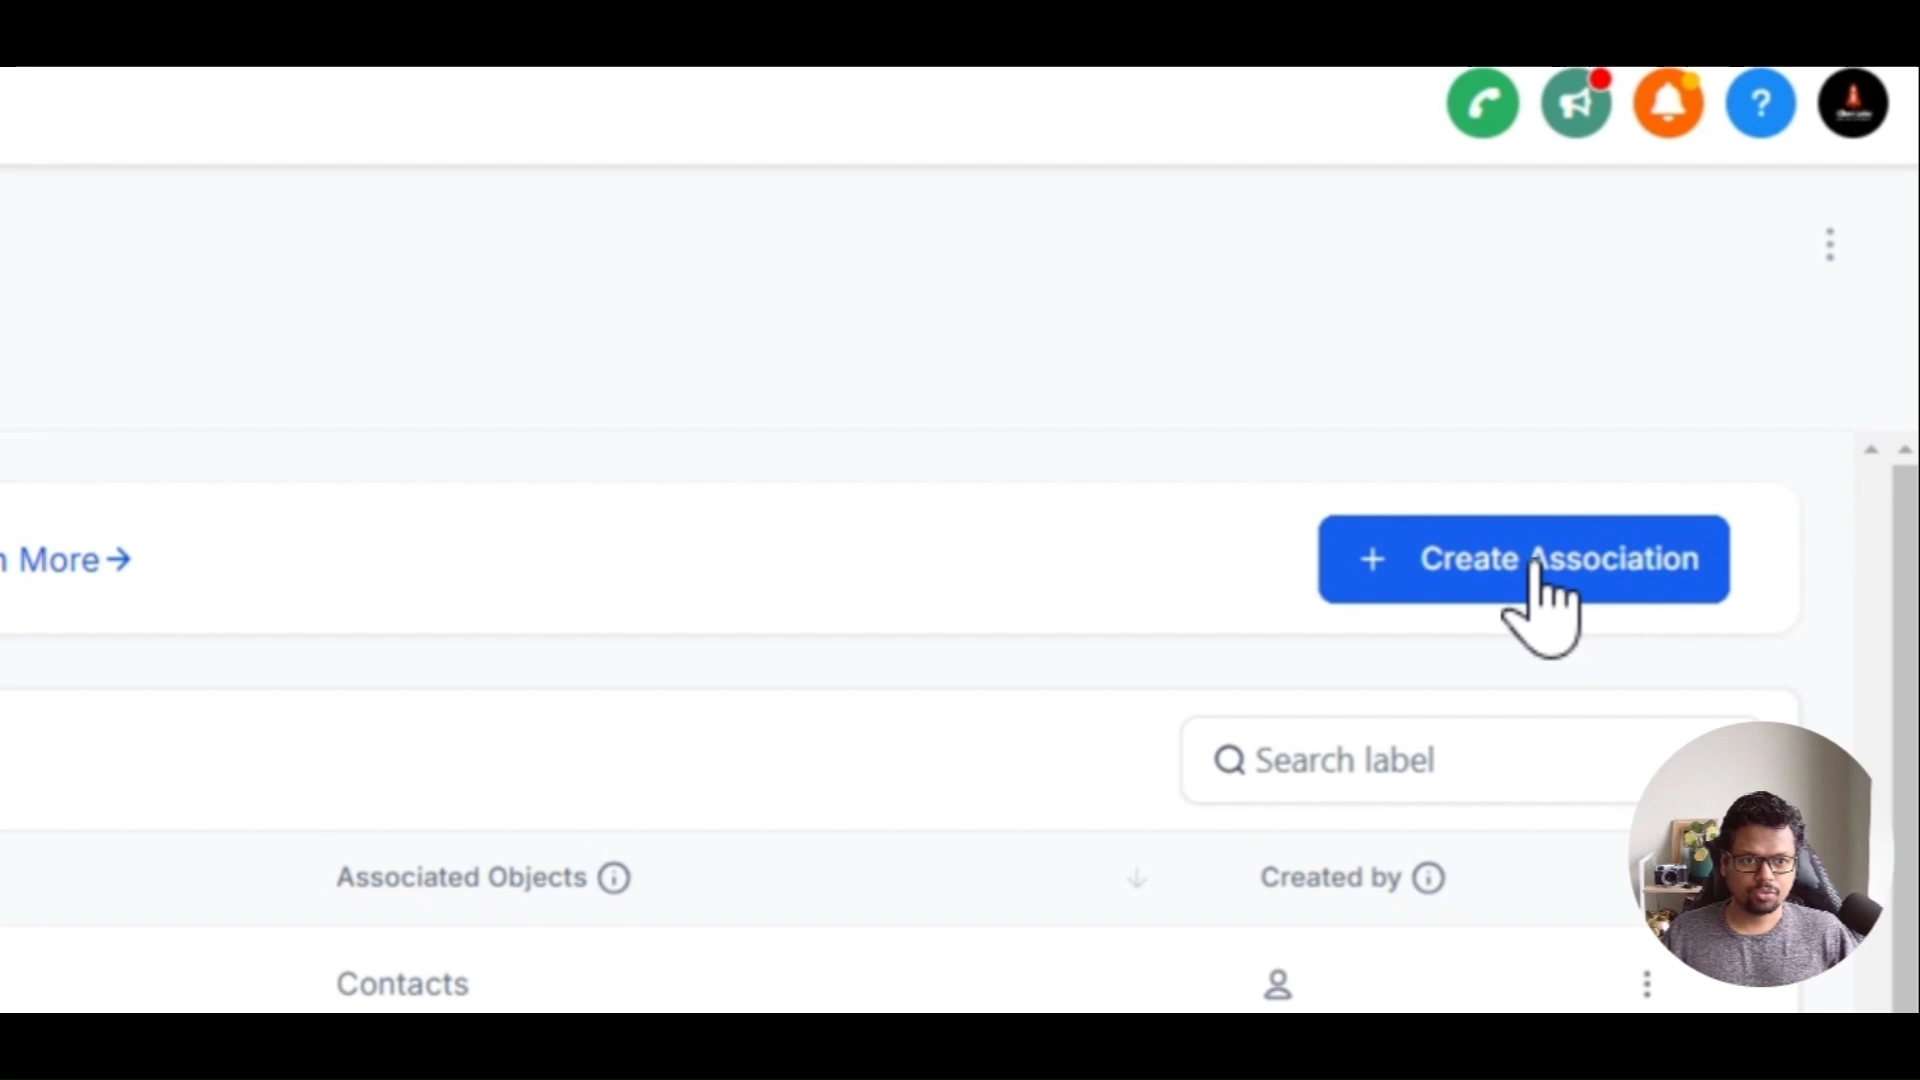 More→
+ Create Association
Search label
Associated Objects
Created by
Contacts